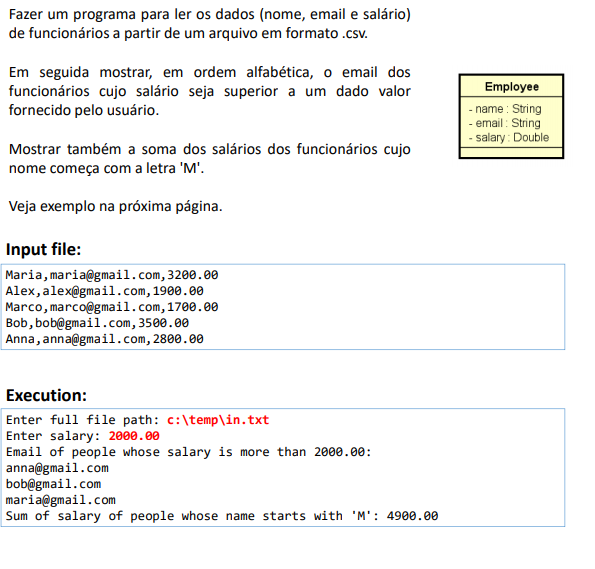 Fazer um programa para ler os dados (nome, email e salário)
de funcionários a partir de um arquivo em formato .csv.
Em seguida mostrar, em ordem alfabética, o email dos
funcionários cujo salário seja superior a um dado valor
fornecido pelo usuário.
Mostrar também a soma dos salários dos funcionários cujo
nome começa com a letra 'M'.
Veja exemplo na próxima página.
Employee
- name : String
- email : String
- salary : Double
Input file:
Maria,maria@gmail.com,3200.00
Alex,alex@gmail.com,1900.00
Marco,marco@gmail.com,1700.00
Bob,bob@gmail.com,3500.00
Anna,anna@gmail.com,2800.00
Execution:
Enter full file path: c:\temp\in.txt
Enter salary: 2000.00
Email of people whose salary is more than 2000.00:
anna@gmail.com
bob@gmail.com
maria@gmail.com
Sum of salary of people whose name starts with 'M': 4900.00